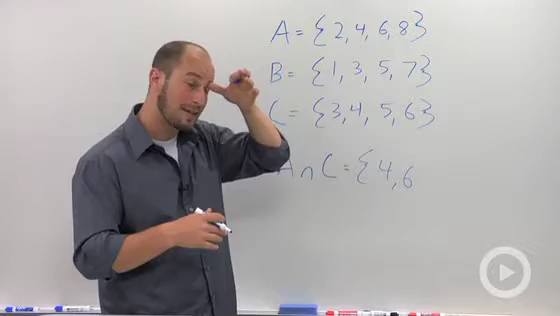 A = {2, 4, 6, 8}
B = {1, 3, 5, 7}
C = {3, 4, 5, 6}
A ∩ C = {4, 6